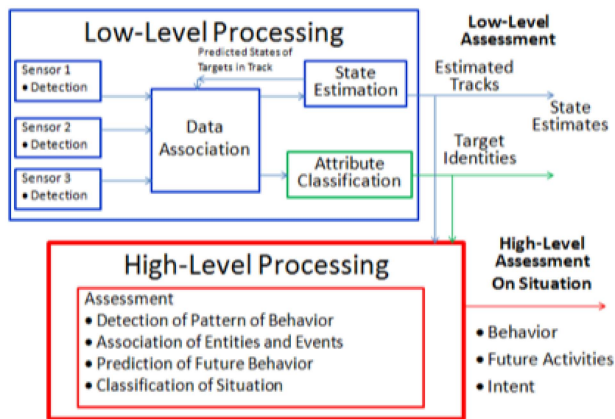 Low-Level Processing
Low-Level
Assessment
Sensor 1
• Detection
Predicted States of
Targets in Track
State
Estimation
Estimated
Tracks
State
Estimates
Sensor 2
• Detection
Data
Association
Target
Identities
Attribute
Classification
Sensor 3
• Detection
High-Level Processing
High-Level
Assessment
On Situation
Assessment
• Detection of Pattern of Behavior
• Association of Entities and Events
• Prediction of Future Behavior
• Classification of Situation
• Behavior
• Future Activities
• Intent